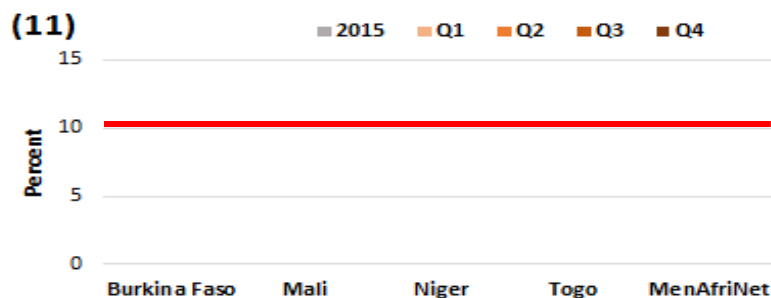 (11)
2015 Q1 Q2 Q3 Q4
15
10
5
0
Percent
Burkina Faso Mali Niger Togo MenAfriNet